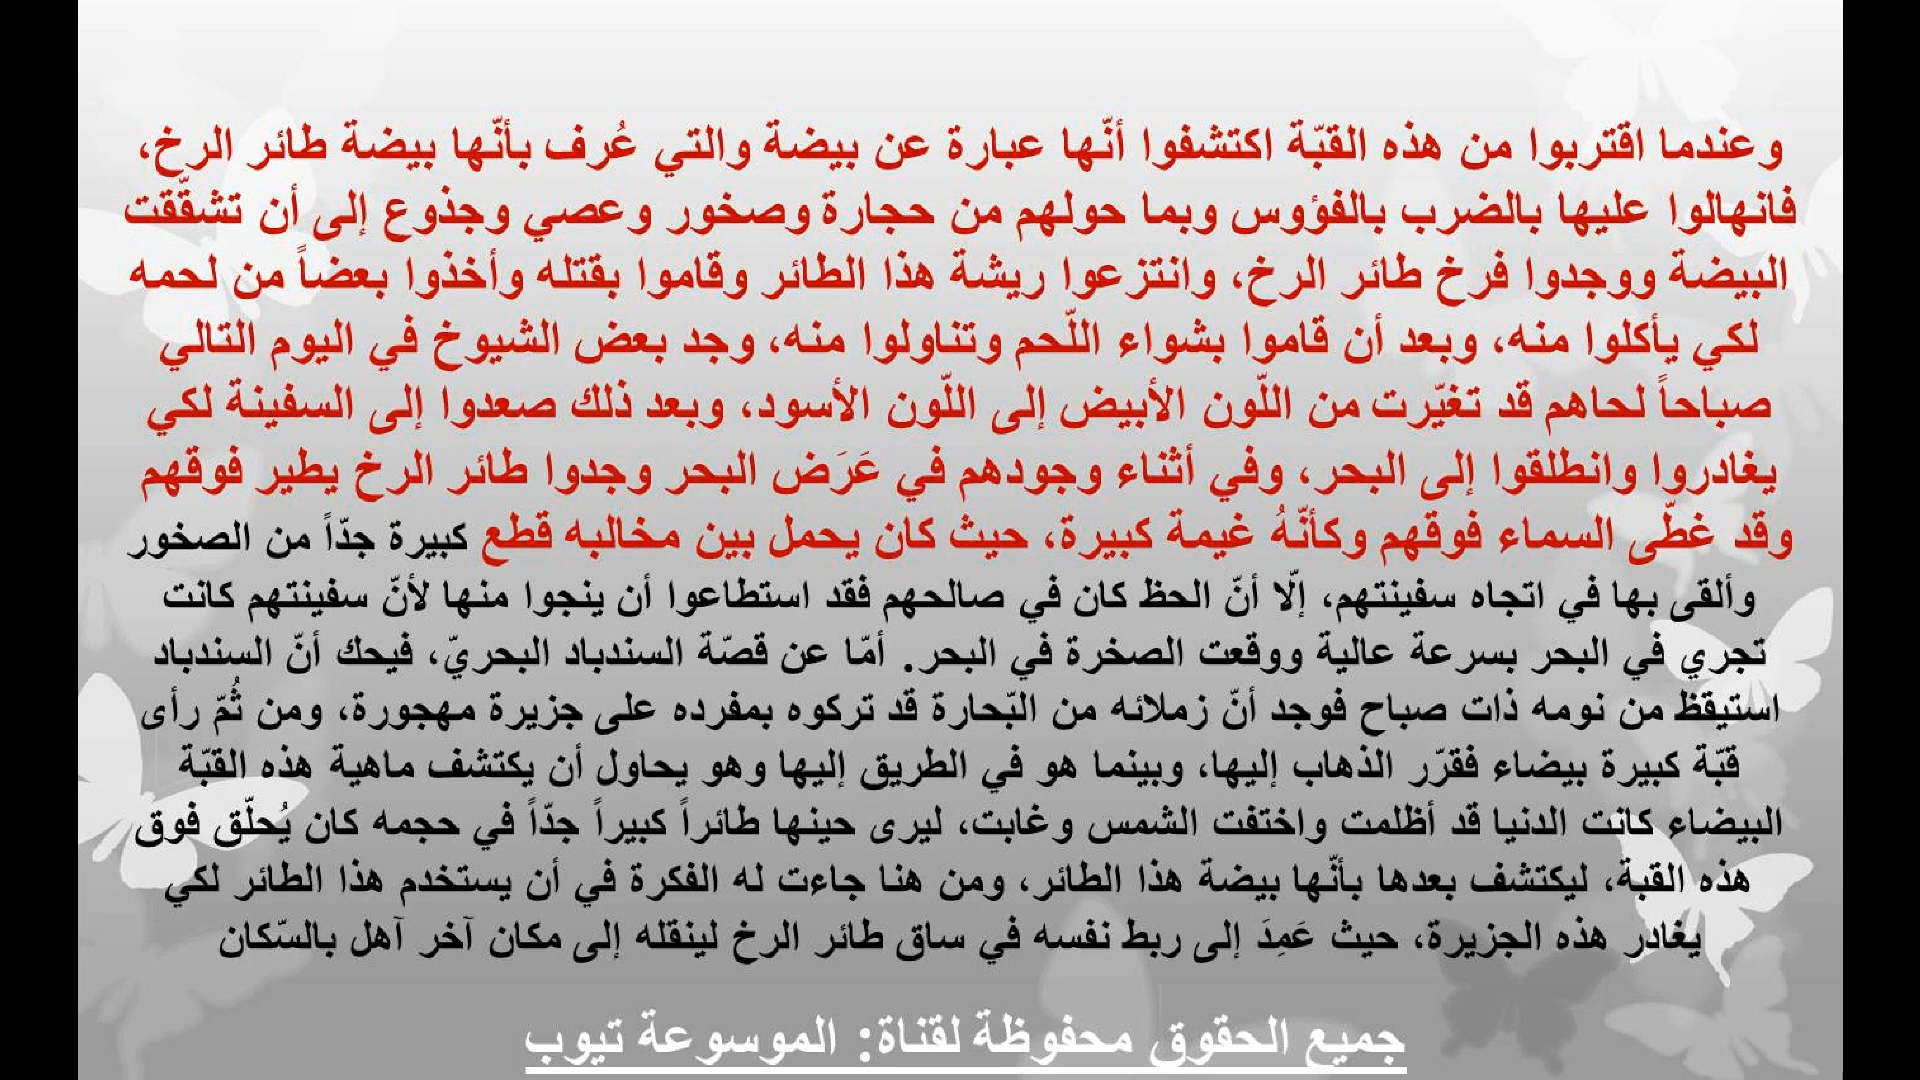 وعندما اقتربوا من هذه القبّة اكتشفوا أنّها عبارة عن بيضة والتي عُرف بأنّها بيضة طائر الرخ،
فانهالوا عليها بالضرب بالفؤوس وبما حولهم من حجارة وصخور وعصي وجذوع إلى أن تشقّقت
البيضة ووجدوا فرخ طائر الرخ، وانتزعوا ريشة هذا الطائر وقاموا بقتله وأخذوا بعضاً من لحمه
لكي يأكلوا منه، وبعد أن قاموا بشواء اللّحم وتناولوا منه، وجد بعض الشيوخ في اليوم التالي
صباحاً لحاهم قد تغيّرت من اللّون الأبيض إلى اللّون الأسود، وبعد ذلك صعدوا إلى السفينة لكي
يغادروا وانطلقوا إلى البحر، وفي أثناء وجودهم في عَرَض البحر وجدوا طائر الرخ يطير فوقهم
وقد غطّى السماء فوقهم وكأنّهُ غيمة كبيرة، حيث كان يحمل بين مخالبه قطع كبيرة جدّاً من الصخور
وألقى بها في اتجاه سفينتهم، إلّا أنّ الحظ كان في صالحهم فقد استطاعوا أن ينجوا منها لأنّ سفينتهم كانت
تجري في البحر بسرعة عالية ووقعت الصخرة في البحر. أمّا عن قصّة السندباد البحريّ، فيحك أنّ السندباد
استيقظ من نومه ذات صباح فوجد أنّ زملائه من البّحارة قد تركوه بمفرده على جزيرة مهجورة، ومن ثُمّ رأى
قبّة كبيرة بيضاء فقرّر الذهاب إليها، وبينما هو في الطريق إليها وهو يحاول أن يكتشف ماهية هذه القبّة
البيضاء كانت الدنيا قد أظلمت واختفت الشمس وغابت، ليرى حينها طائراً كبيراً جدّاً في حجمه كان يُحلّق فوق
هذه القبة، ليكتشف بعدها بأنّها بيضة هذا الطائر، ومن هنا جاءت له الفكرة في أن يستخدم هذا الطائر لكي
يغادر هذه الجزيرة، حيث عَمِدَ إلى ربط نفسه في ساق طائر الرخ لينقله إلى مكان آخر آهل بالسّكان
جميع الحقوق محفوظة لقناة: الموسوعة تيوب